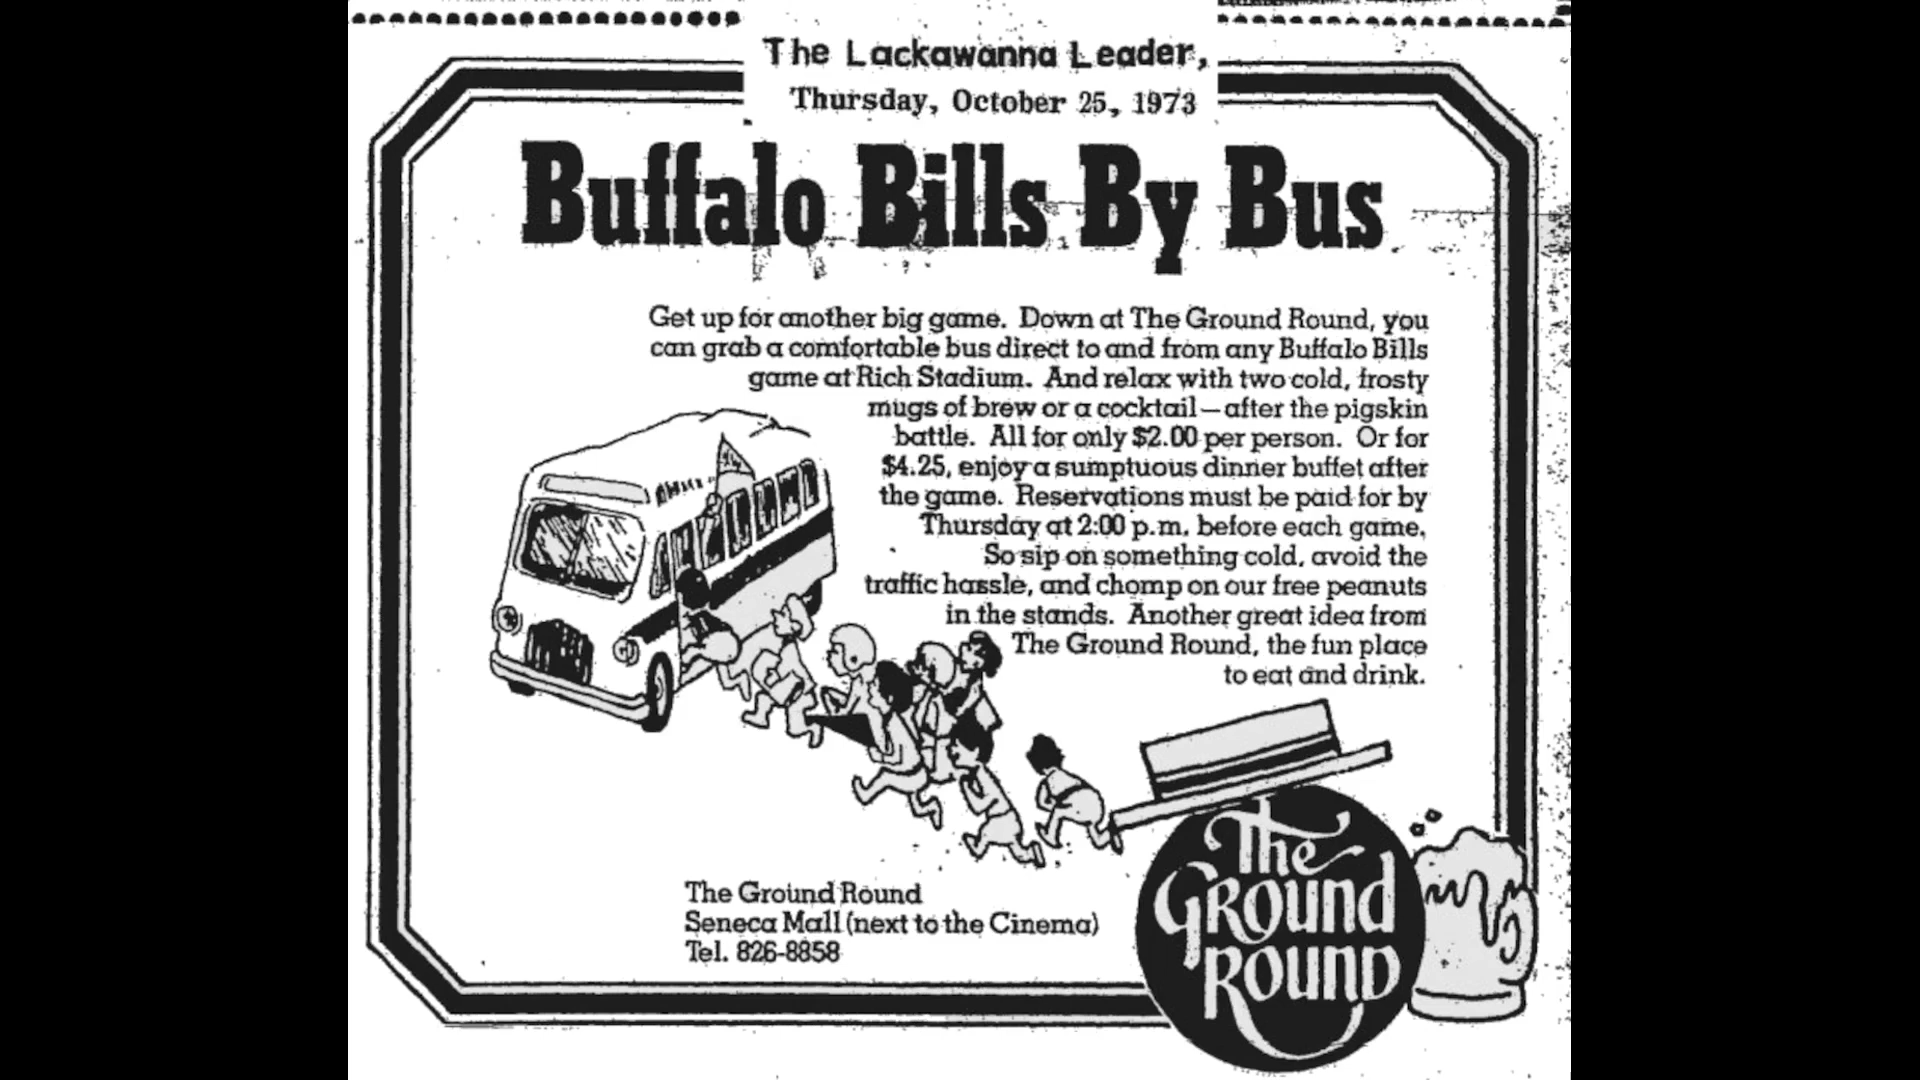 The Lackawanna Leader,
Thursday, October 25, 1973
Buffalo Bills By Bus
Get up for another big game. Down at The Ground Round, you
can grab a comfortable bus direct to and from any Buffalo Bills
game at Rich Stadium. And relax with two cold, frosty
mugs of brew or a cocktail—after the pigskin
battle. All for only $2.00 per person. Or for
$4.25, enjoy a sumptuous dinner buffet after
the game. Reservations must be paid for by
Thursday at 2:00 p.m. before each game.
So sip on something cold, avoid the
traffic hassle, and chomp on our free peanuts
in the stands. Another great idea from
The Ground Round, the fun place
to eat and drink.
The Ground Round
Seneca Mall (next to the Cinema)
Tel. 826-8858
The
Ground
Round